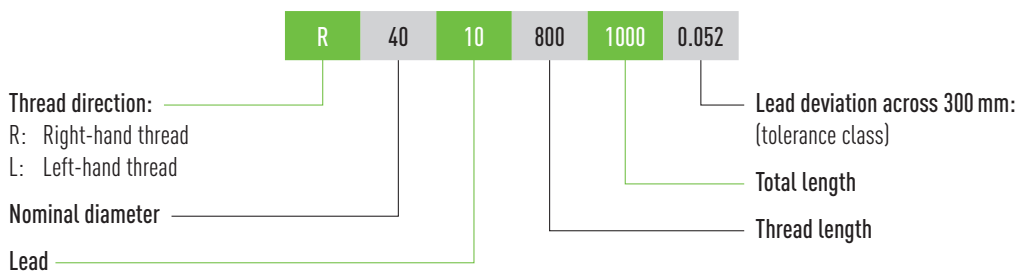 R 40 10 800 1000 0.052
Thread direction:
R: Right-hand thread
L: Left-hand thread
Nominal diameter
Lead
Lead deviation across 300 mm:
(tolerance class)
Total length
Thread length